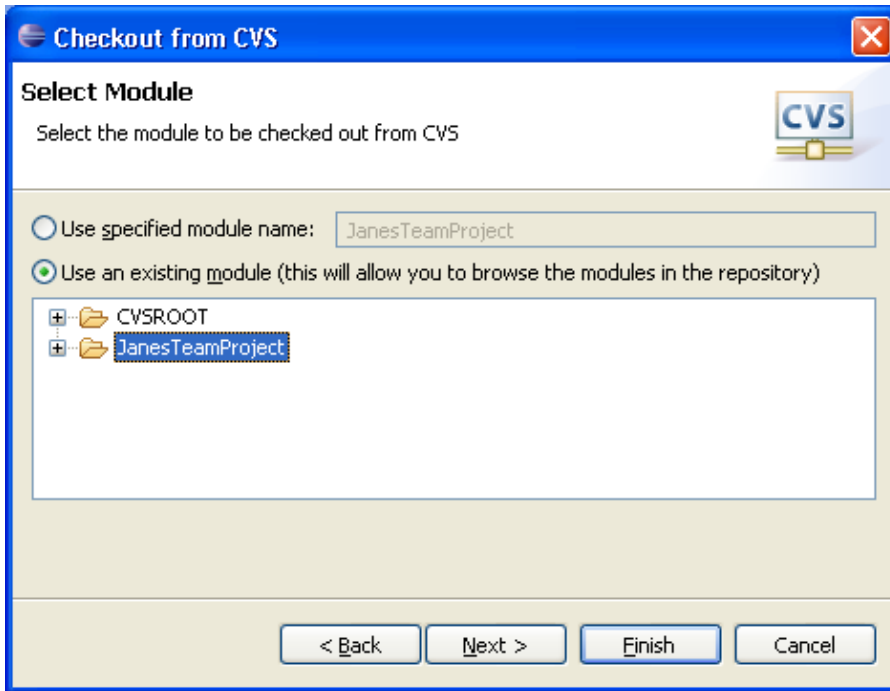 Checkout from CVS
Select Module
Select the module to be checked out from CVS
CVS
Use specified module name: JanesTeamProject
Use an existing module (this will allow you to browse the modules in the repository)
CVSROOT
JanesTeamProject
< Back Next > Finish Cancel